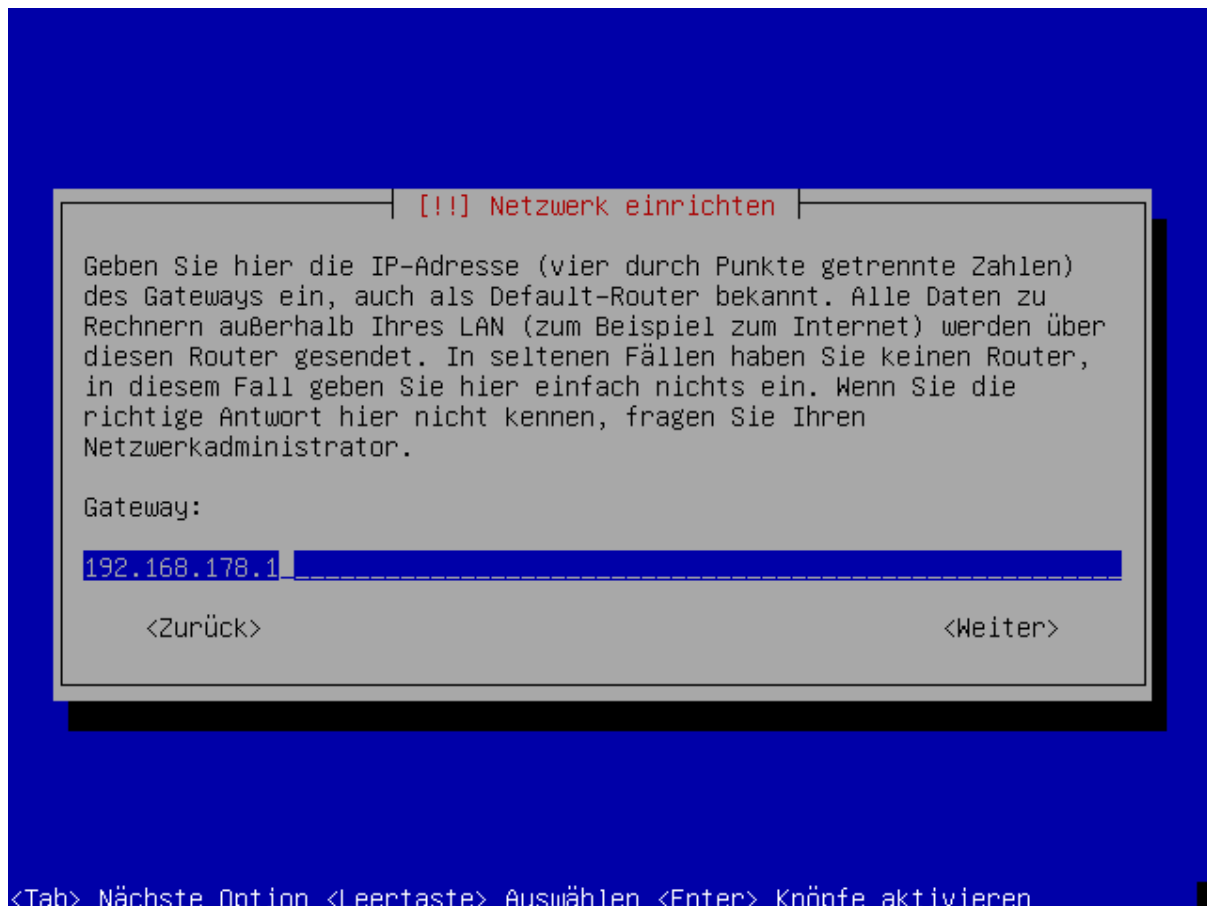 [!!] Netzwerk einrichten
Geben Sie hier die IP-Adresse (vier durch Punkte getrennte Zahlen)
des Gateways ein, auch als Default-Router bekannt. Alle Daten zu
Rechnern außerhalb Ihres LAN (zum Beispiel zum Internet) werden über
diesen Router gesendet. In seltenen Fällen haben Sie keinen Router,
in diesem Fall geben Sie hier einfach nichts ein. Wenn Sie die
richtige Antwort hier nicht kennen, fragen Sie Ihren
Netzwerkadministrator.
Gateway:
192.168.178.1
<Zurück> <Weiter>
<Tab> Nächste Option <Leertaste> Auswählen <Enter> Knöpfe aktivieren